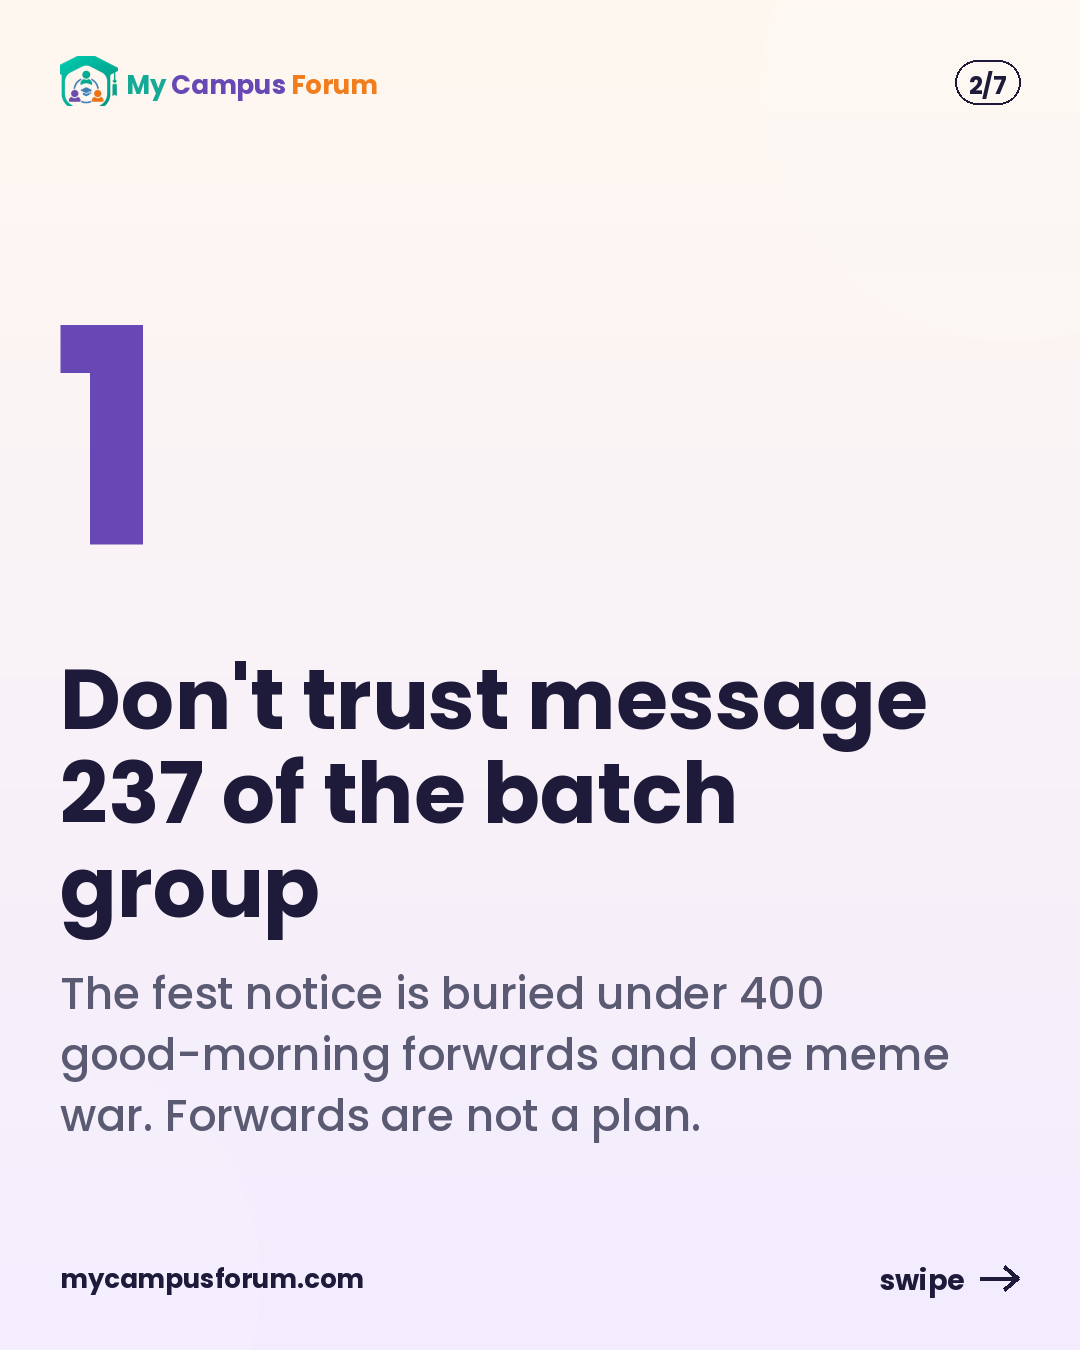 My Campus Forum
2/7
1
Don't trust message
237 of the batch
group
The fest notice is buried under 400
good-morning forwards and one meme
war. Forwards are not a plan.
mycampusforum.com
swipe →